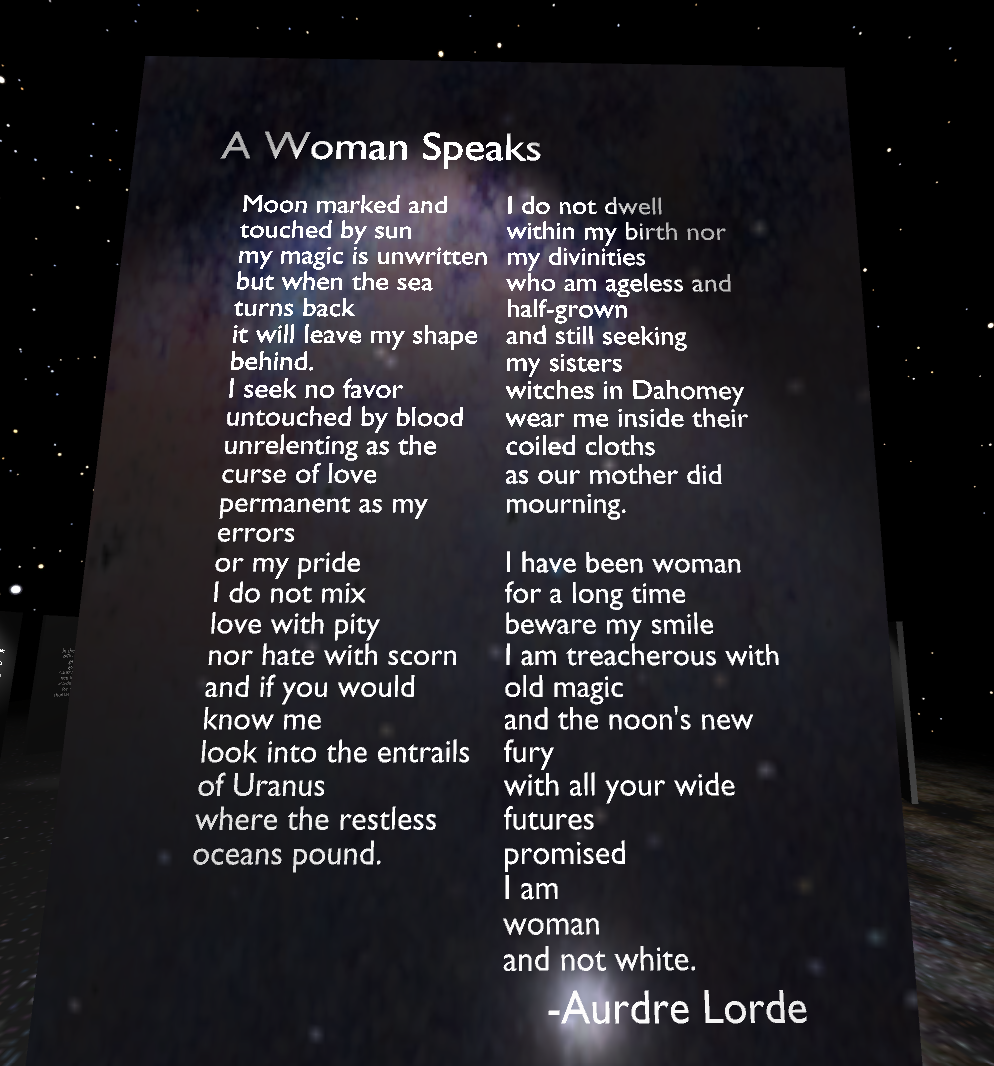 A Woman Speaks
Moon marked and
touched by sun
my magic is unwritten
but when the sea
turns back
it will leave my shape
behind.
I seek no favor
untouched by blood
unrelenting as the
curse of love
permanent as my
errors
or my pride
I do not mix
love with pity
nor hate with scorn
and if you would
know me
look into the entrails
of Uranus
where the restless
oceans pound.
I do not dwell
within my birth nor
my divinities
who am ageless and
half-grown
and still seeking
my sisters
witches in Dahomey
wear me inside their
coiled cloths
as our mother did
mourning.
I have been woman
for a long time
beware my smile
I am treacherous with
old magic
and the noon's new
fury
with all your wide
futures
promised
I am
woman
and not white.
-Aurdre Lorde